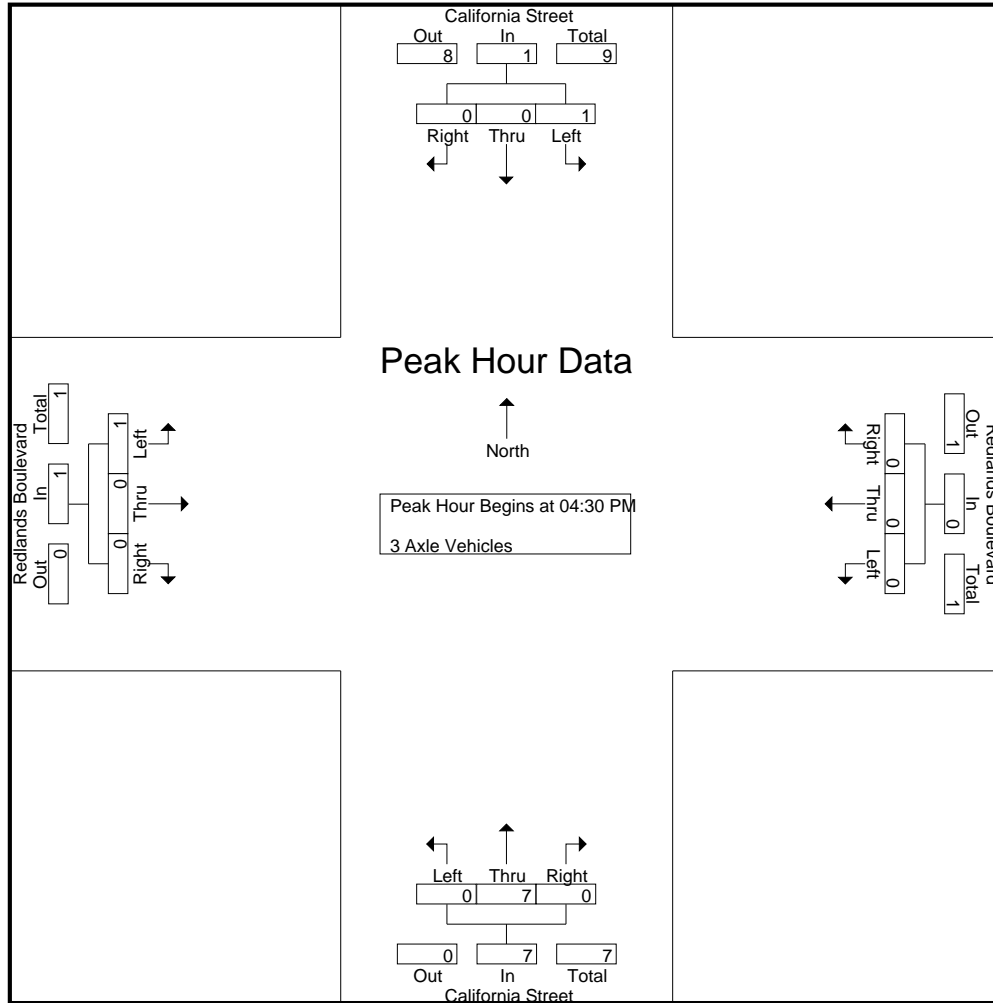 California Street
Out In Total
8 1 9
0 0 1
Right Thru Left
Peak Hour Data
North
Peak Hour Begins at 04:30 PM
3 Axle Vehicles
Redlands Boulevard
Out In Total
0 1 1
Left Thru Right
1 0 0
Redlands Boulevard
Out In Total
1 0 1
Right Thru Left
0 0 0
Left Thru Right
0 7 0
0 7 7
Out In Total
California Street